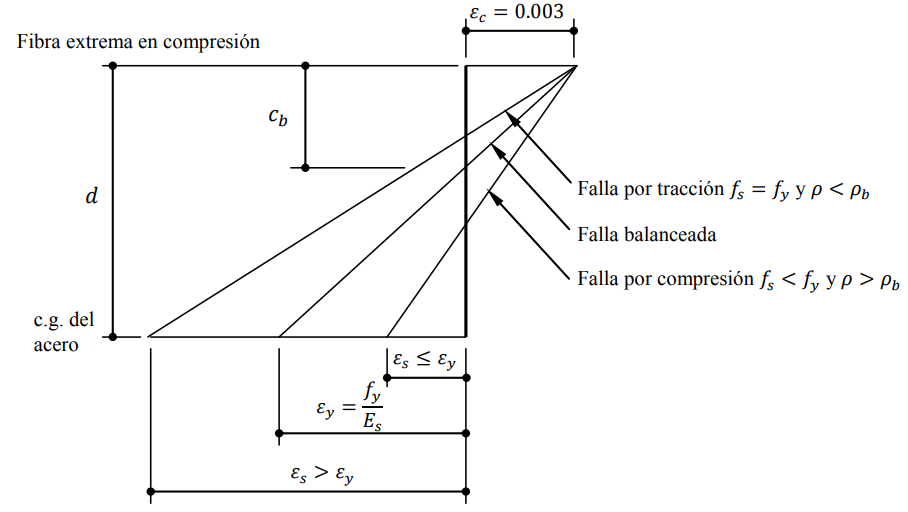 εc = 0.003
Fibra extrema en compresión
cb
d
Falla por tracción fs = fy y ρ < ρb
Falla balanceada
Falla por compresión fs < fy y ρ > ρb
c.g. del
acero
εs ≤ εy
εy = fy/Es
εs > εy